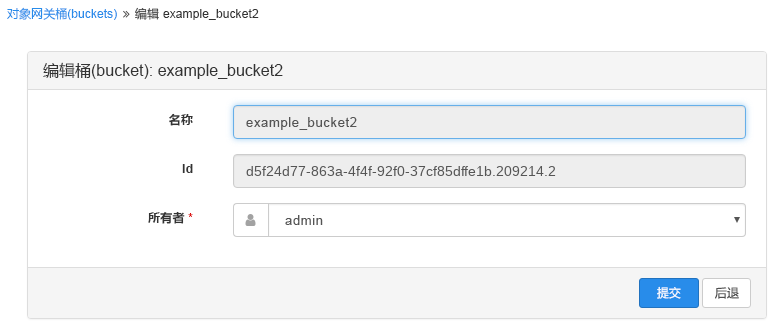 对象网关桶(buckets) » 编辑 example_bucket2
编辑桶(bucket): example_bucket2
名称 example_bucket2
Id d5f24d77-863a-4f4f-92f0-37cf85dffe1b.209214.2
所有者 * admin
提交 后退